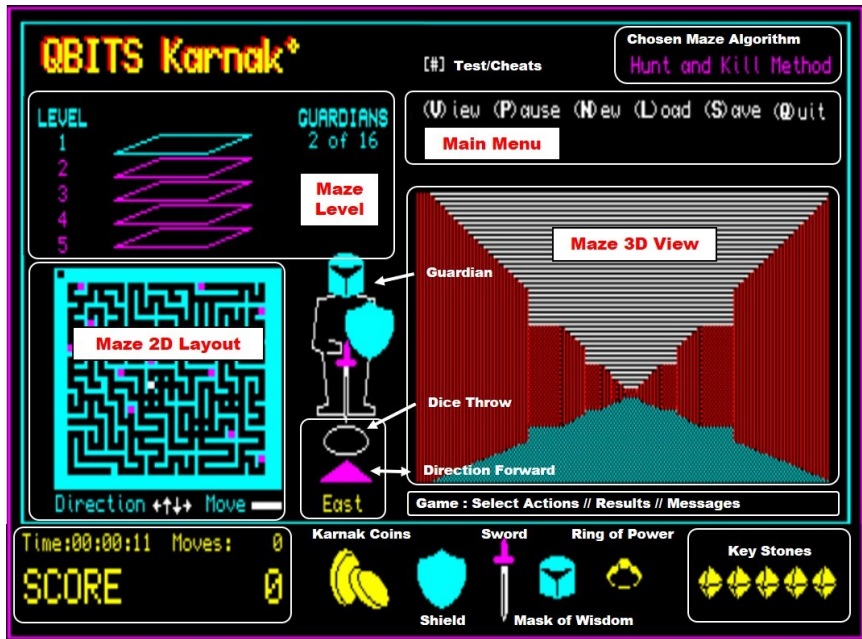 QBITS Karnak+
[#] Test/Cheats
Chosen Maze Algorithm
Hunt and Kill Method
LEVEL
1
2
3
4
5
GUARDIANS
2 of 16
Maze
Level
(V)iew (P)ause (N)ew (L)oad (S)ave (Q)uit
Main Menu
Maze 3D View
Guardian
Maze 2D Layout
Dice Throw
Direction Forward
Direction ←↑↓→ Move
East
Game : Select Actions // Results // Messages
Time:00:00:11 Moves: 0
SCORE 0
Karnak Coins
Shield
Sword
Mask of Wisdom
Ring of Power
Key Stones